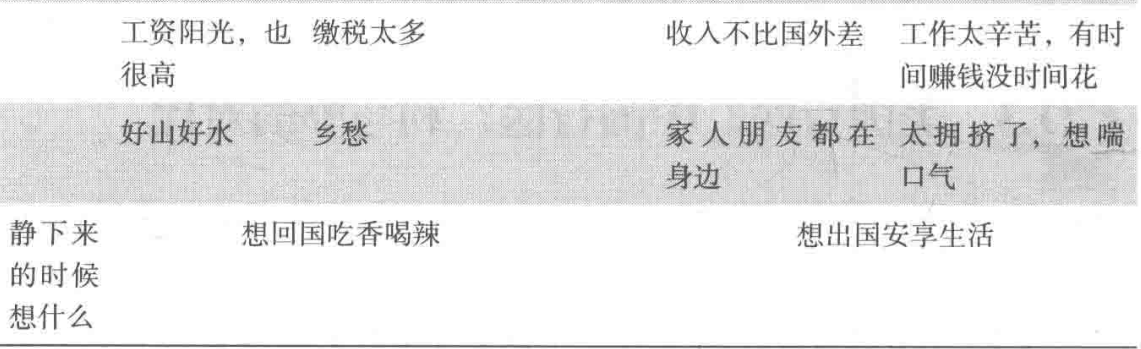 工资阳光，也 缴税太多 收入不比国外差 工作太辛苦，有时
很高 间赚钱没时间花
好山好水 乡愁 家人朋友都在 太拥挤了，想喘
身边 口气
静下来 想回国吃香喝辣 想出国安享生活
的时候
想什么